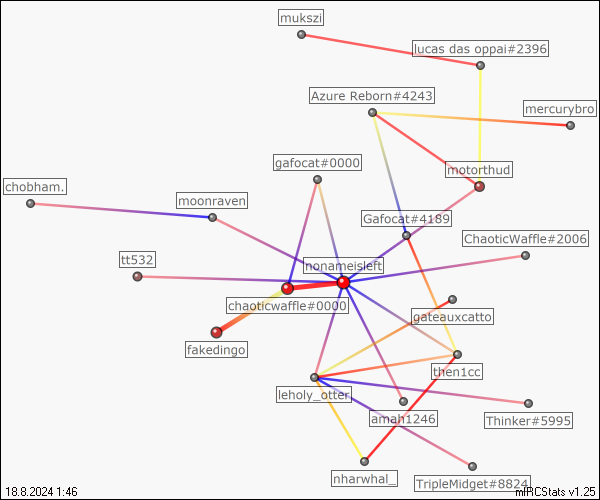 mukszi
lucas das oppai#2396
Azure Reborn#4243
mercurybro
gafocat#0000
motorthud
chobham.
moonraven
Gafocat#4189
ChaoticWaffle#2006
tt532
nonameisleft
chaoticwaffle#0000
gateauxcatto
fakedingo
then1cc
leholy_otter
amah1246
Thinker#5995
nharwhal_
TripleMidget#8824
18.8.2024 1:46
mIRCStats v1.25